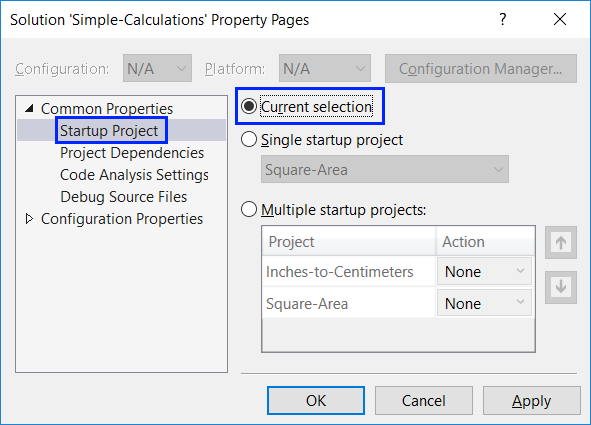 Solution 'Simple-Calculations' Property Pages
? ×
Configuration: N/A Platform: N/A Configuration Manager...
Common Properties
Startup Project
Project Dependencies
Code Analysis Settings
Debug Source Files
Configuration Properties
Current selection
Single startup project
Square-Area
Multiple startup projects:
Project Action
Inches-to-Centimeters None
Square-Area None
OK Cancel Apply